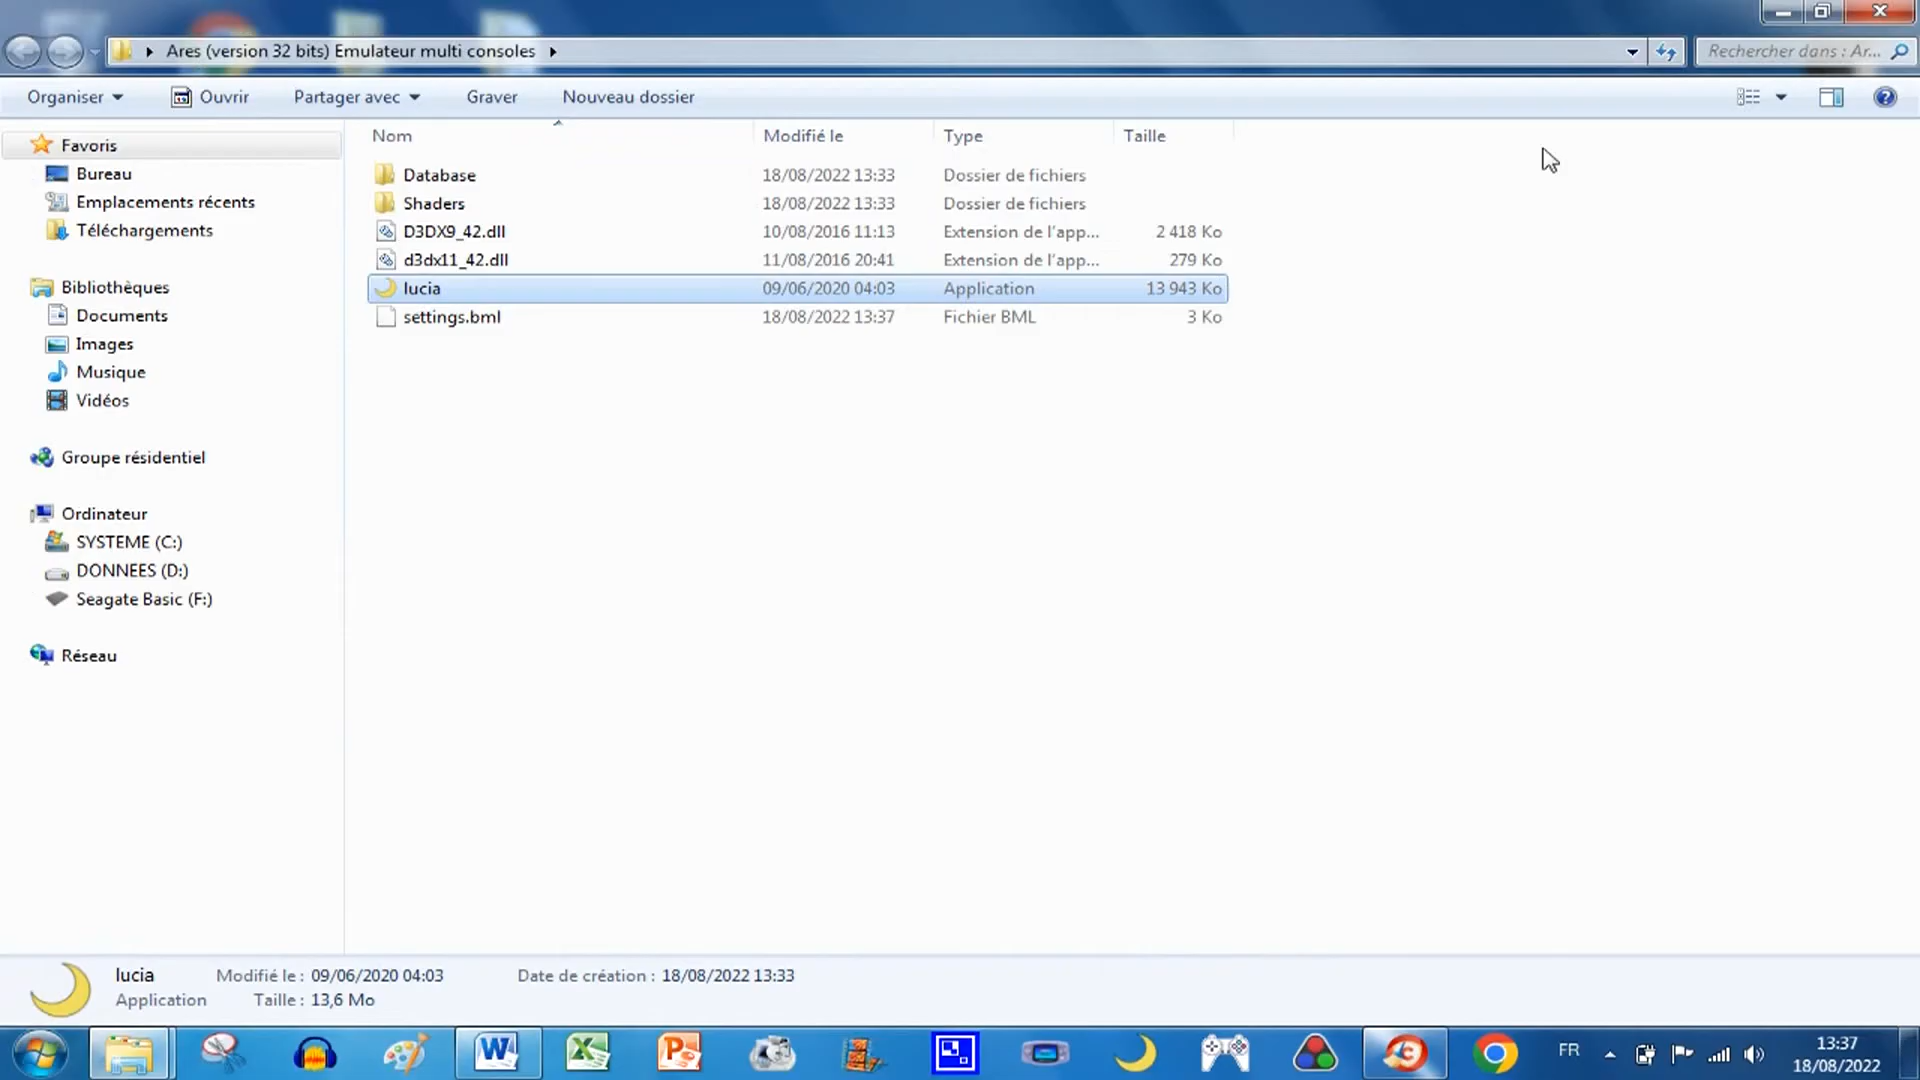 Ares (version 32 bits) Emulateur multi consoles
Rechercher dans : Ar...
Organiser
Ouvrir
Partager avec
Graver
Nouveau dossier
Favoris
Bureau
Emplacements récents
Téléchargements
Bibliothèques
Documents
Images
Musique
Vidéos
Groupe résidentiel
Ordinateur
SYSTEME (C:)
DONNEES (D:)
Seagate Basic (F:)
Réseau
Nom Modifié le Type Taille
Database 18/08/2022 13:33 Dossier de fichiers
Shaders 18/08/2022 13:33 Dossier de fichiers
D3DX9_42.dll 10/08/2016 11:13 Extension de l'app... 2 418 Ko
d3dx11_42.dll 11/08/2016 20:41 Extension de l'app... 279 Ko
lucia 09/06/2020 04:03 Application 13 943 Ko
settings.bml 18/08/2022 13:37 Fichier BML 3 Ko
lucia Modifié le : 09/06/2020 04:03 Date de création : 18/08/2022 13:33
Application Taille : 13,6 Mo
FR
13:37
18/08/2022